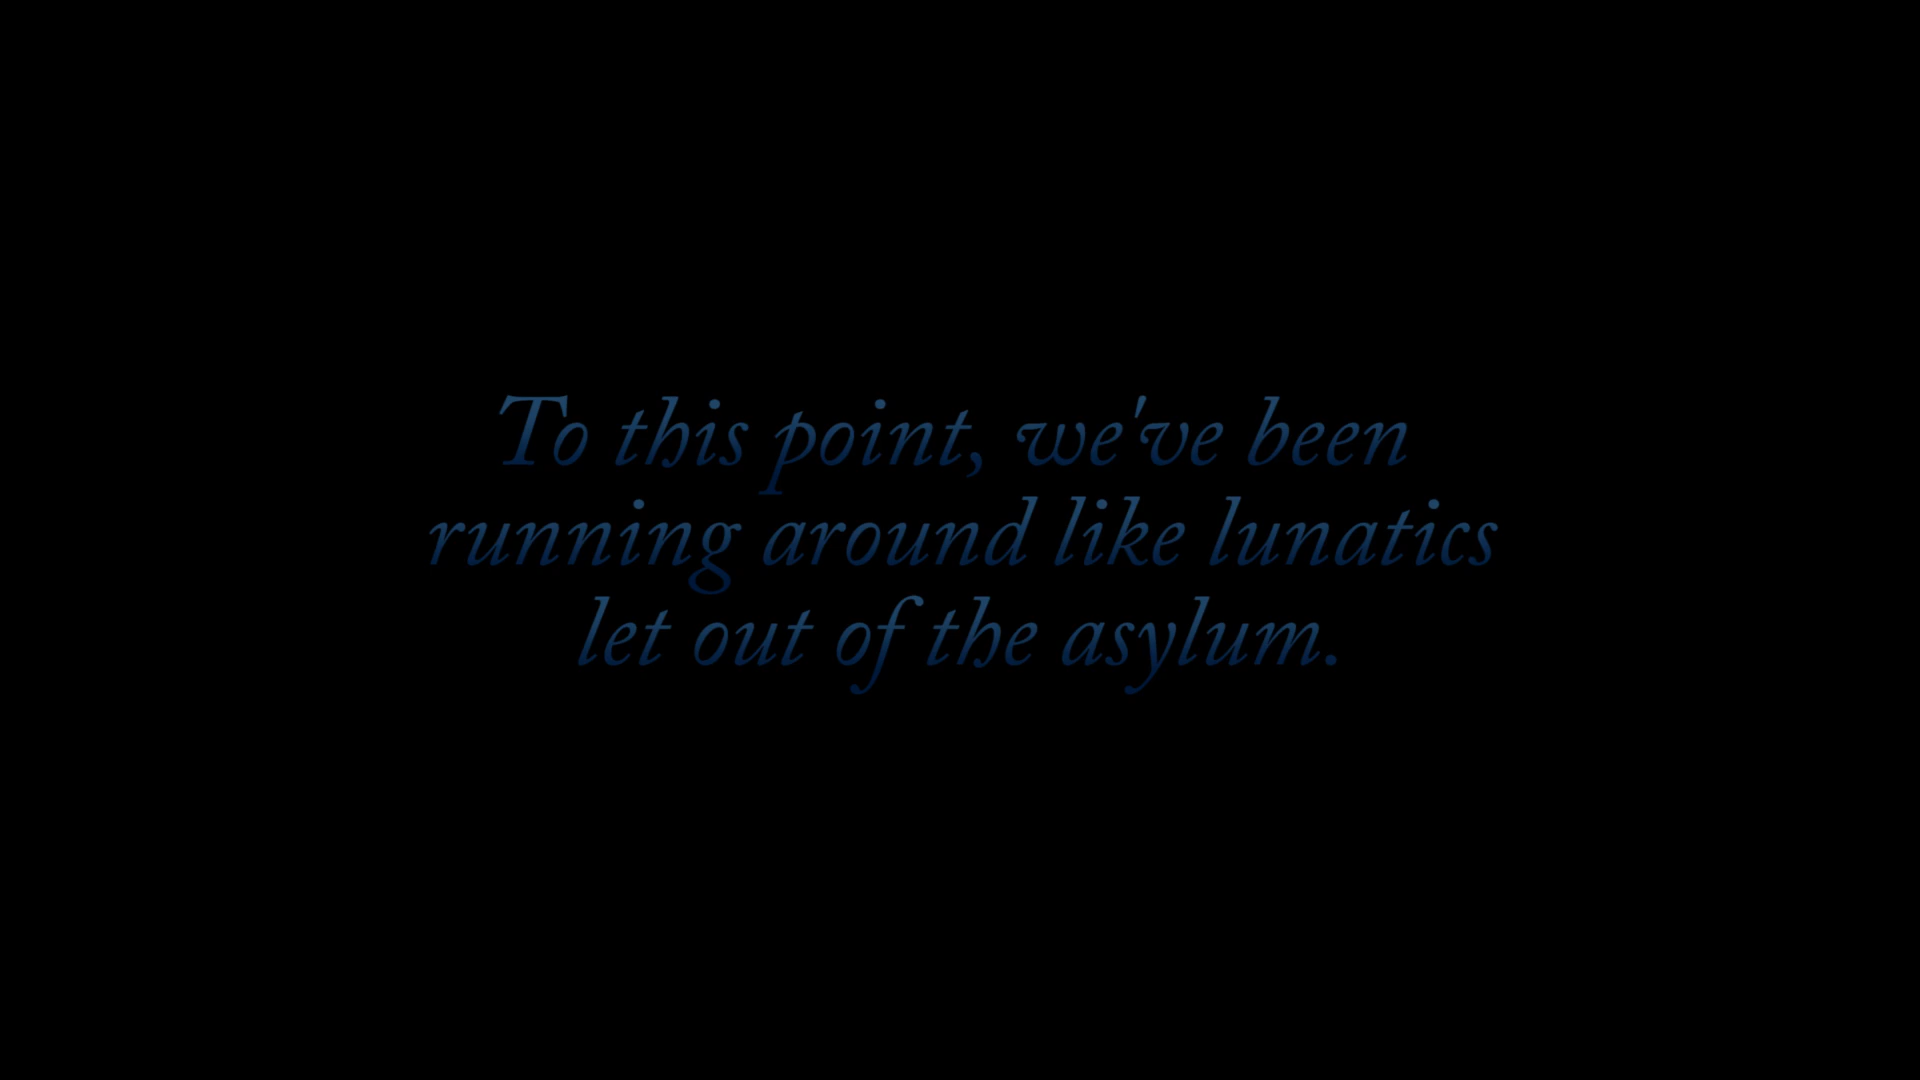 To this point, we've been
running around like lunatics
let out of the asylum.